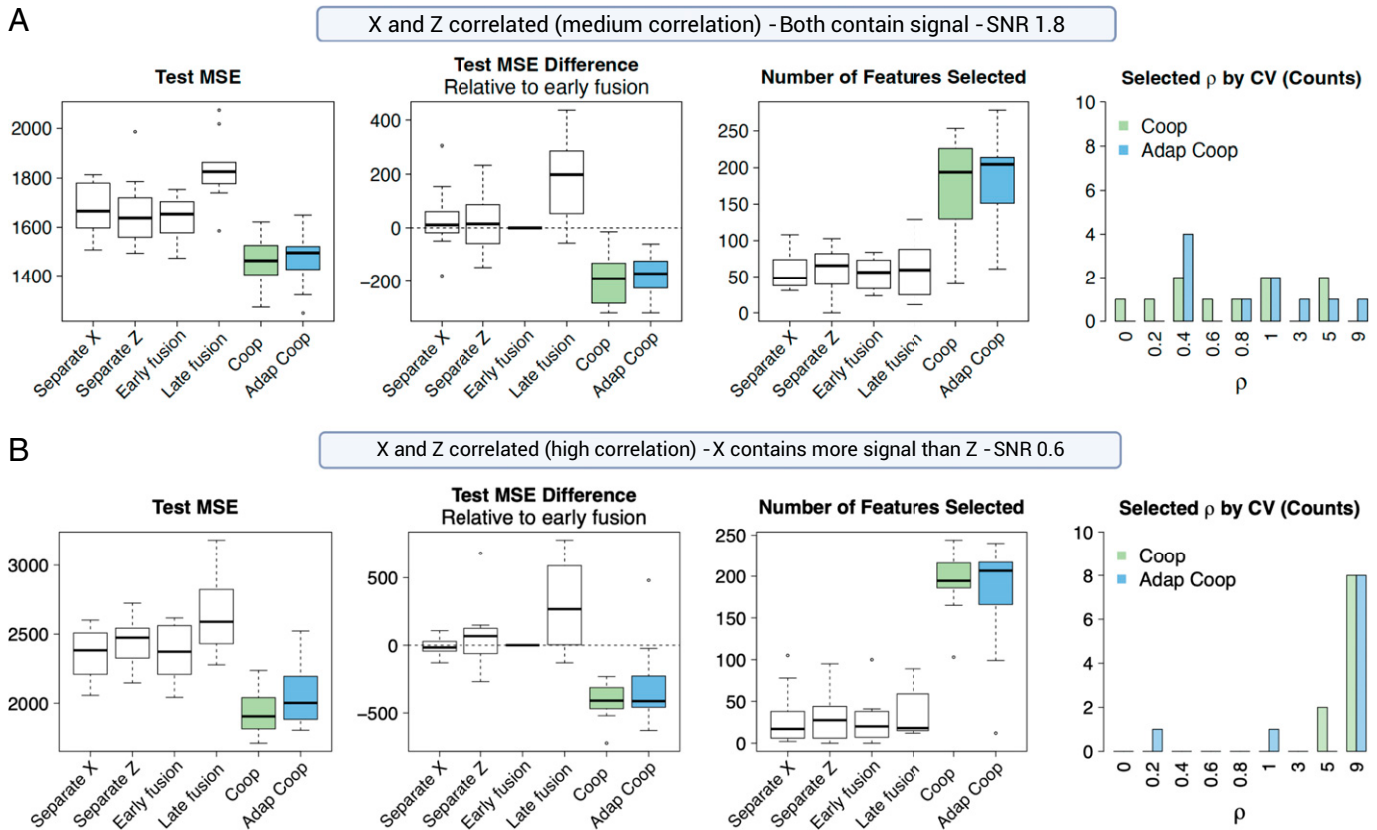 A
X and Z correlated (medium correlation) - Both contain signal - SNR 1.8
Test MSE
Test MSE Difference
Relative to early fusion
Number of Features Selected
Selected ρ by CV (Counts)
2000
1800
1600
1400
Separate X
Separate Z
Early fusion
Late fusion
Coop
Adap Coop
400
200
0
−200
Separate X
Separate Z
Early fusion
Late fusion
Coop
Adap Coop
250
200
150
100
50
0
Separate X
Separate Z
Early fusion
Late fusion
Coop
Adap Coop
10
8
6
4
2
0
Coop
Adap Coop
0 0.2 0.4 0.6 0.8 1 3 5 9
ρ
B
X and Z correlated (high correlation) - X contains more signal than Z - SNR 0.6
Test MSE
Test MSE Difference
Relative to early fusion
Number of Features Selected
Selected ρ by CV (Counts)
3000
2500
2000
Separate X
Separate Z
Early fusion
Late fusion
Coop
Adap Coop
500
0
−500
Separate X
Separate Z
Early fusion
Late fusion
Coop
Adap Coop
250
200
150
100
50
0
Separate X
Separate Z
Early fusion
Late fusion
Coop
Adap Coop
10
8
6
4
2
0
Coop
Adap Coop
0 0.2 0.4 0.6 0.8 1 3 5 9
ρ